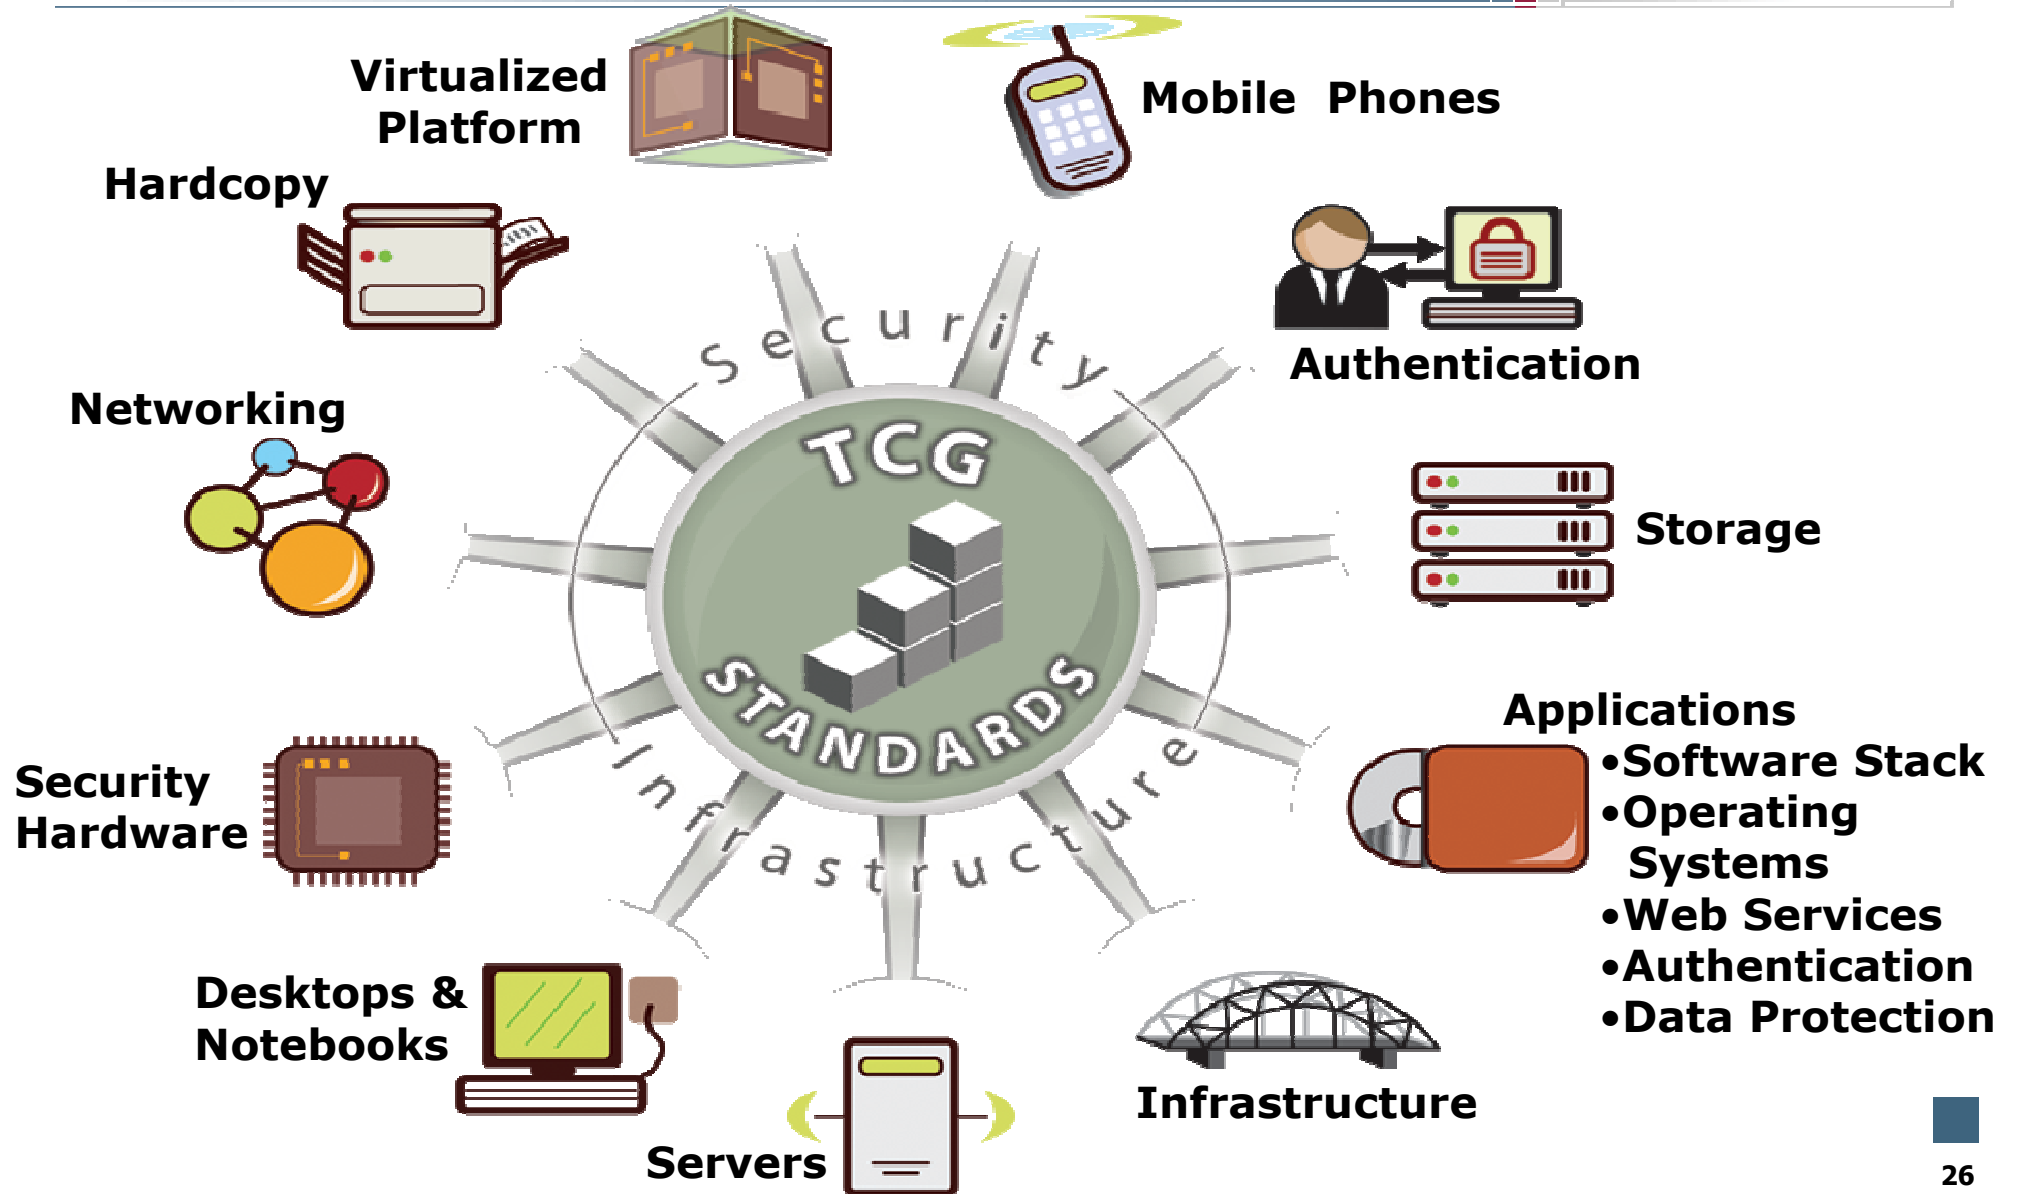 Virtualized
Platform
Mobile Phones
Hardcopy
Authentication
Networking
Storage
Security
TCG
STANDARDS
Infrastructure
Security
Hardware
Applications
•Software Stack
•Operating
Systems
•Web Services
•Authentication
•Data Protection
Desktops &
Notebooks
Servers
Infrastructure
26